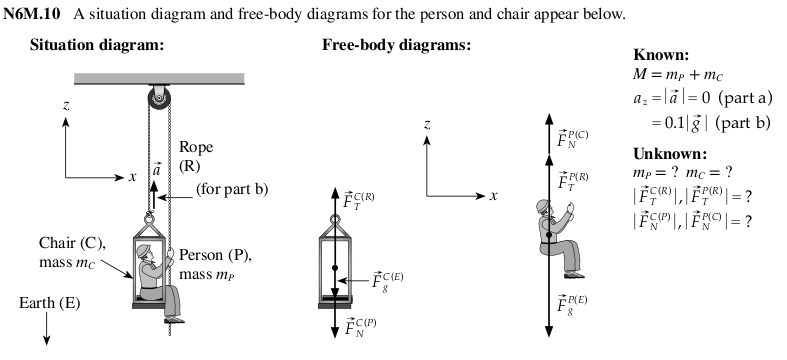 N6M.10 A situation diagram and free-body diagrams for the person and chair appear below.
Situation diagram:
z
x
Rope
(R)
a⃗
(for part b)
Chair (C),
mass m_C
Person (P),
mass m_P
Earth (E)
Free-body diagrams:
z
x
F⃗_T^{C(R)}
F⃗_g^{C(E)}
F⃗_N^{C(P)}
F⃗_N^{P(C)}
F⃗_T^{P(R)}
F⃗_g^{P(E)}
Known:
M = m_P + m_C
a_z = |a⃗| = 0 (part a)
= 0.1|g⃗| (part b)
Unknown:
m_P = ? m_C = ?
|F⃗_T^{C(R)}|, |F⃗_T^{P(R)}| = ?
|F⃗_N^{C(P)}|, |F⃗_N^{P(C)}| = ?